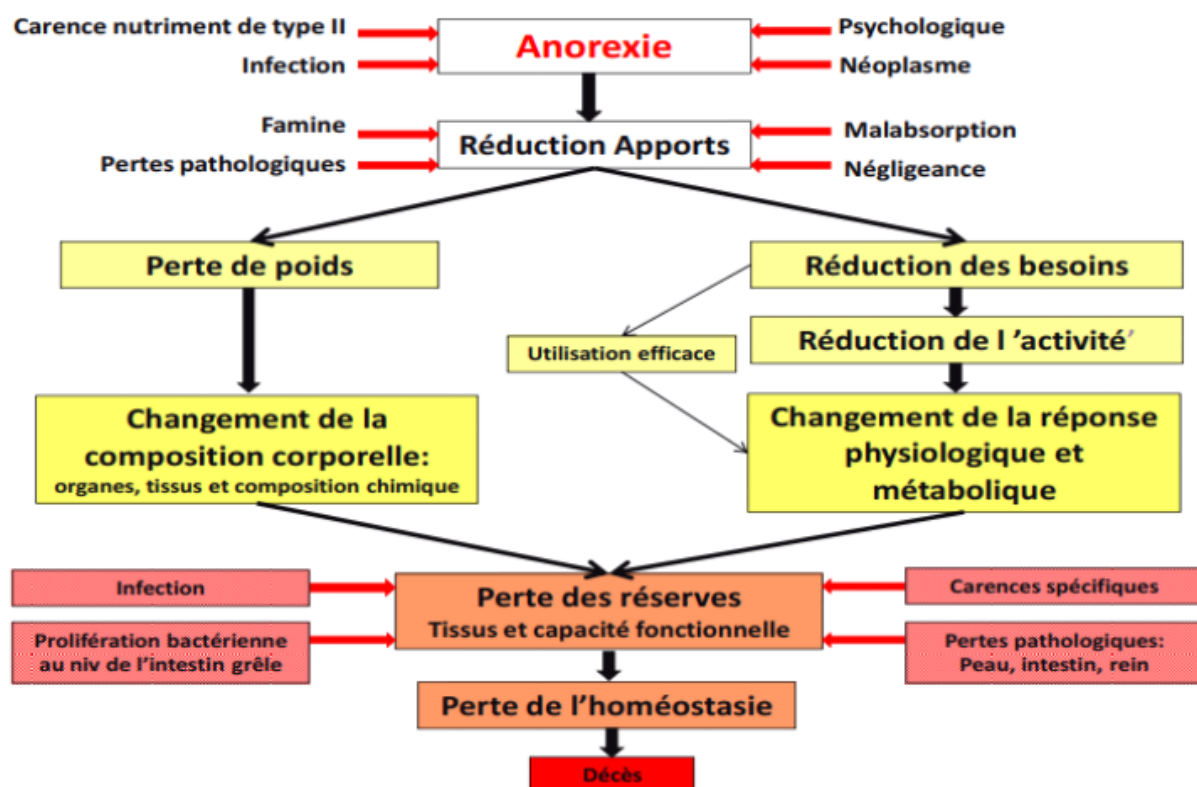 Carence nutriment de type II
Infection
Anorexie
Psychologique
Néoplasme
Famine
Pertes pathologiques
Réduction Apports
Malabsorption
Négligeance
Perte de poids
Réduction des besoins
Utilisation efficace
Réduction de l ’activité’
Changement de la
composition corporelle:
organes, tissus et composition chimique
Changement de la réponse
physiologique et
métabolique
Infection
Prolifération bactérienne
au niv de l’intestin grêle
Perte des réserves
Tissus et capacité fonctionnelle
Carences spécifiques
Pertes pathologiques:
Peau, intestin, rein
Perte de l’homéostasie
Décès